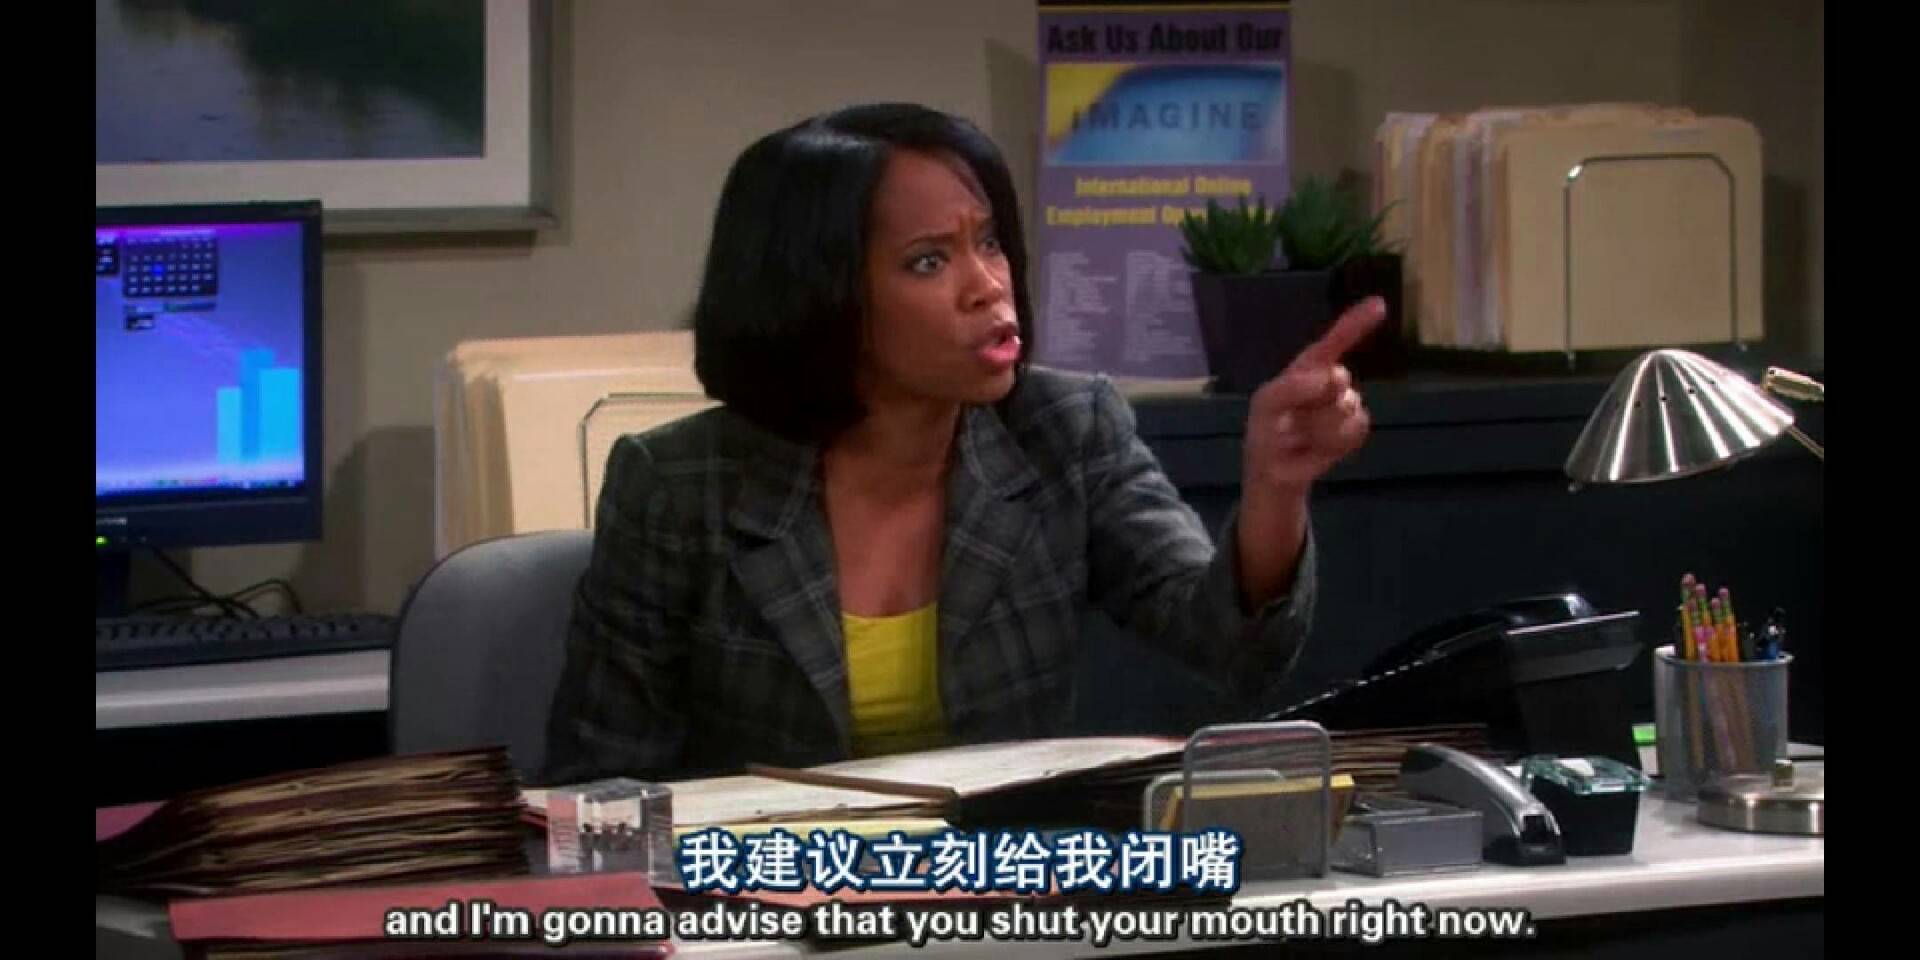 Ask Us About Our
IMAGINE
International Online
Employment
我建议立刻给我闭嘴
and I'm gonna advise that you shut your mouth right now.